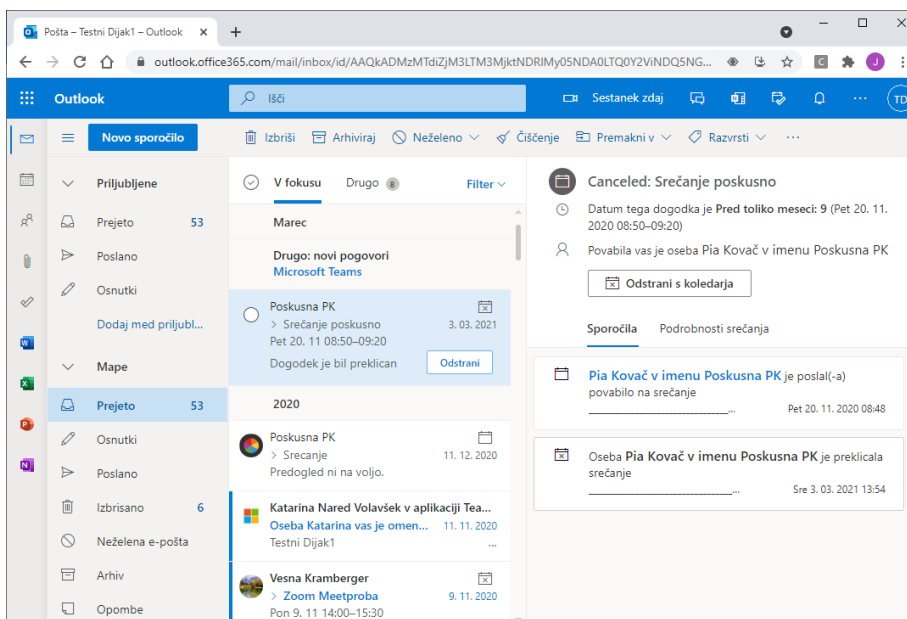 Pošta – Testni Dijak1 – Outlook
outlook.office365.com/mail/inbox/id/AAQkADMzMTdiZjM3LTM3MjktNDRlMy05NDA0LTQ0Y2ViNDQ5NG...
C
J
Outlook
Išči
Sestanek zdaj
TD
Novo sporočilo
Izbriši
Arhiviraj
Neželeno
Čiščenje
Premakni v
Razvrsti
Priljubljene
Prejeto 53
Poslano
Osnutki
Dodaj med priljubl...
Mape
Prejeto 53
Osnutki
Poslano
Izbrisano 6
Neželena e-pošta
Arhiv
Opombe
V fokusu
Drugo 8
Filter
Marec
Drugo: novi pogovori
Microsoft Teams
Poskusna PK
> Srečanje poskusno 3. 03. 2021
Pet 20. 11 08:50–09:20
Dogodek je bil preklican
Odstrani
2020
Poskusna PK
> Srecanje 11. 12. 2020
Predogled ni na voljo.
Katarina Nared Volavšek v aplikaciji Tea...
Oseba Katarina vas je omen... 11. 11. 2020
Testni Dijak1 ...
Vesna Kramberger
> Zoom Meetproba 9. 11. 2020
Pon 9. 11 14:00–15:30
Canceled: Srečanje poskusno
Datum tega dogodka je Pred toliko meseci: 9 (Pet 20. 11.
2020 08:50–09:20)
Povabila vas je oseba Pia Kovač v imenu Poskusna PK
Odstrani s koledarja
Sporočila
Podrobnosti srečanja
Pia Kovač v imenu Poskusna PK je poslal(-a)
povabilo na srečanje
________________________________...
Pet 20. 11. 2020 08:48
Oseba Pia Kovač v imenu Poskusna PK je preklicala
srečanje
________________________________...
Sre 3. 03. 2021 13:54